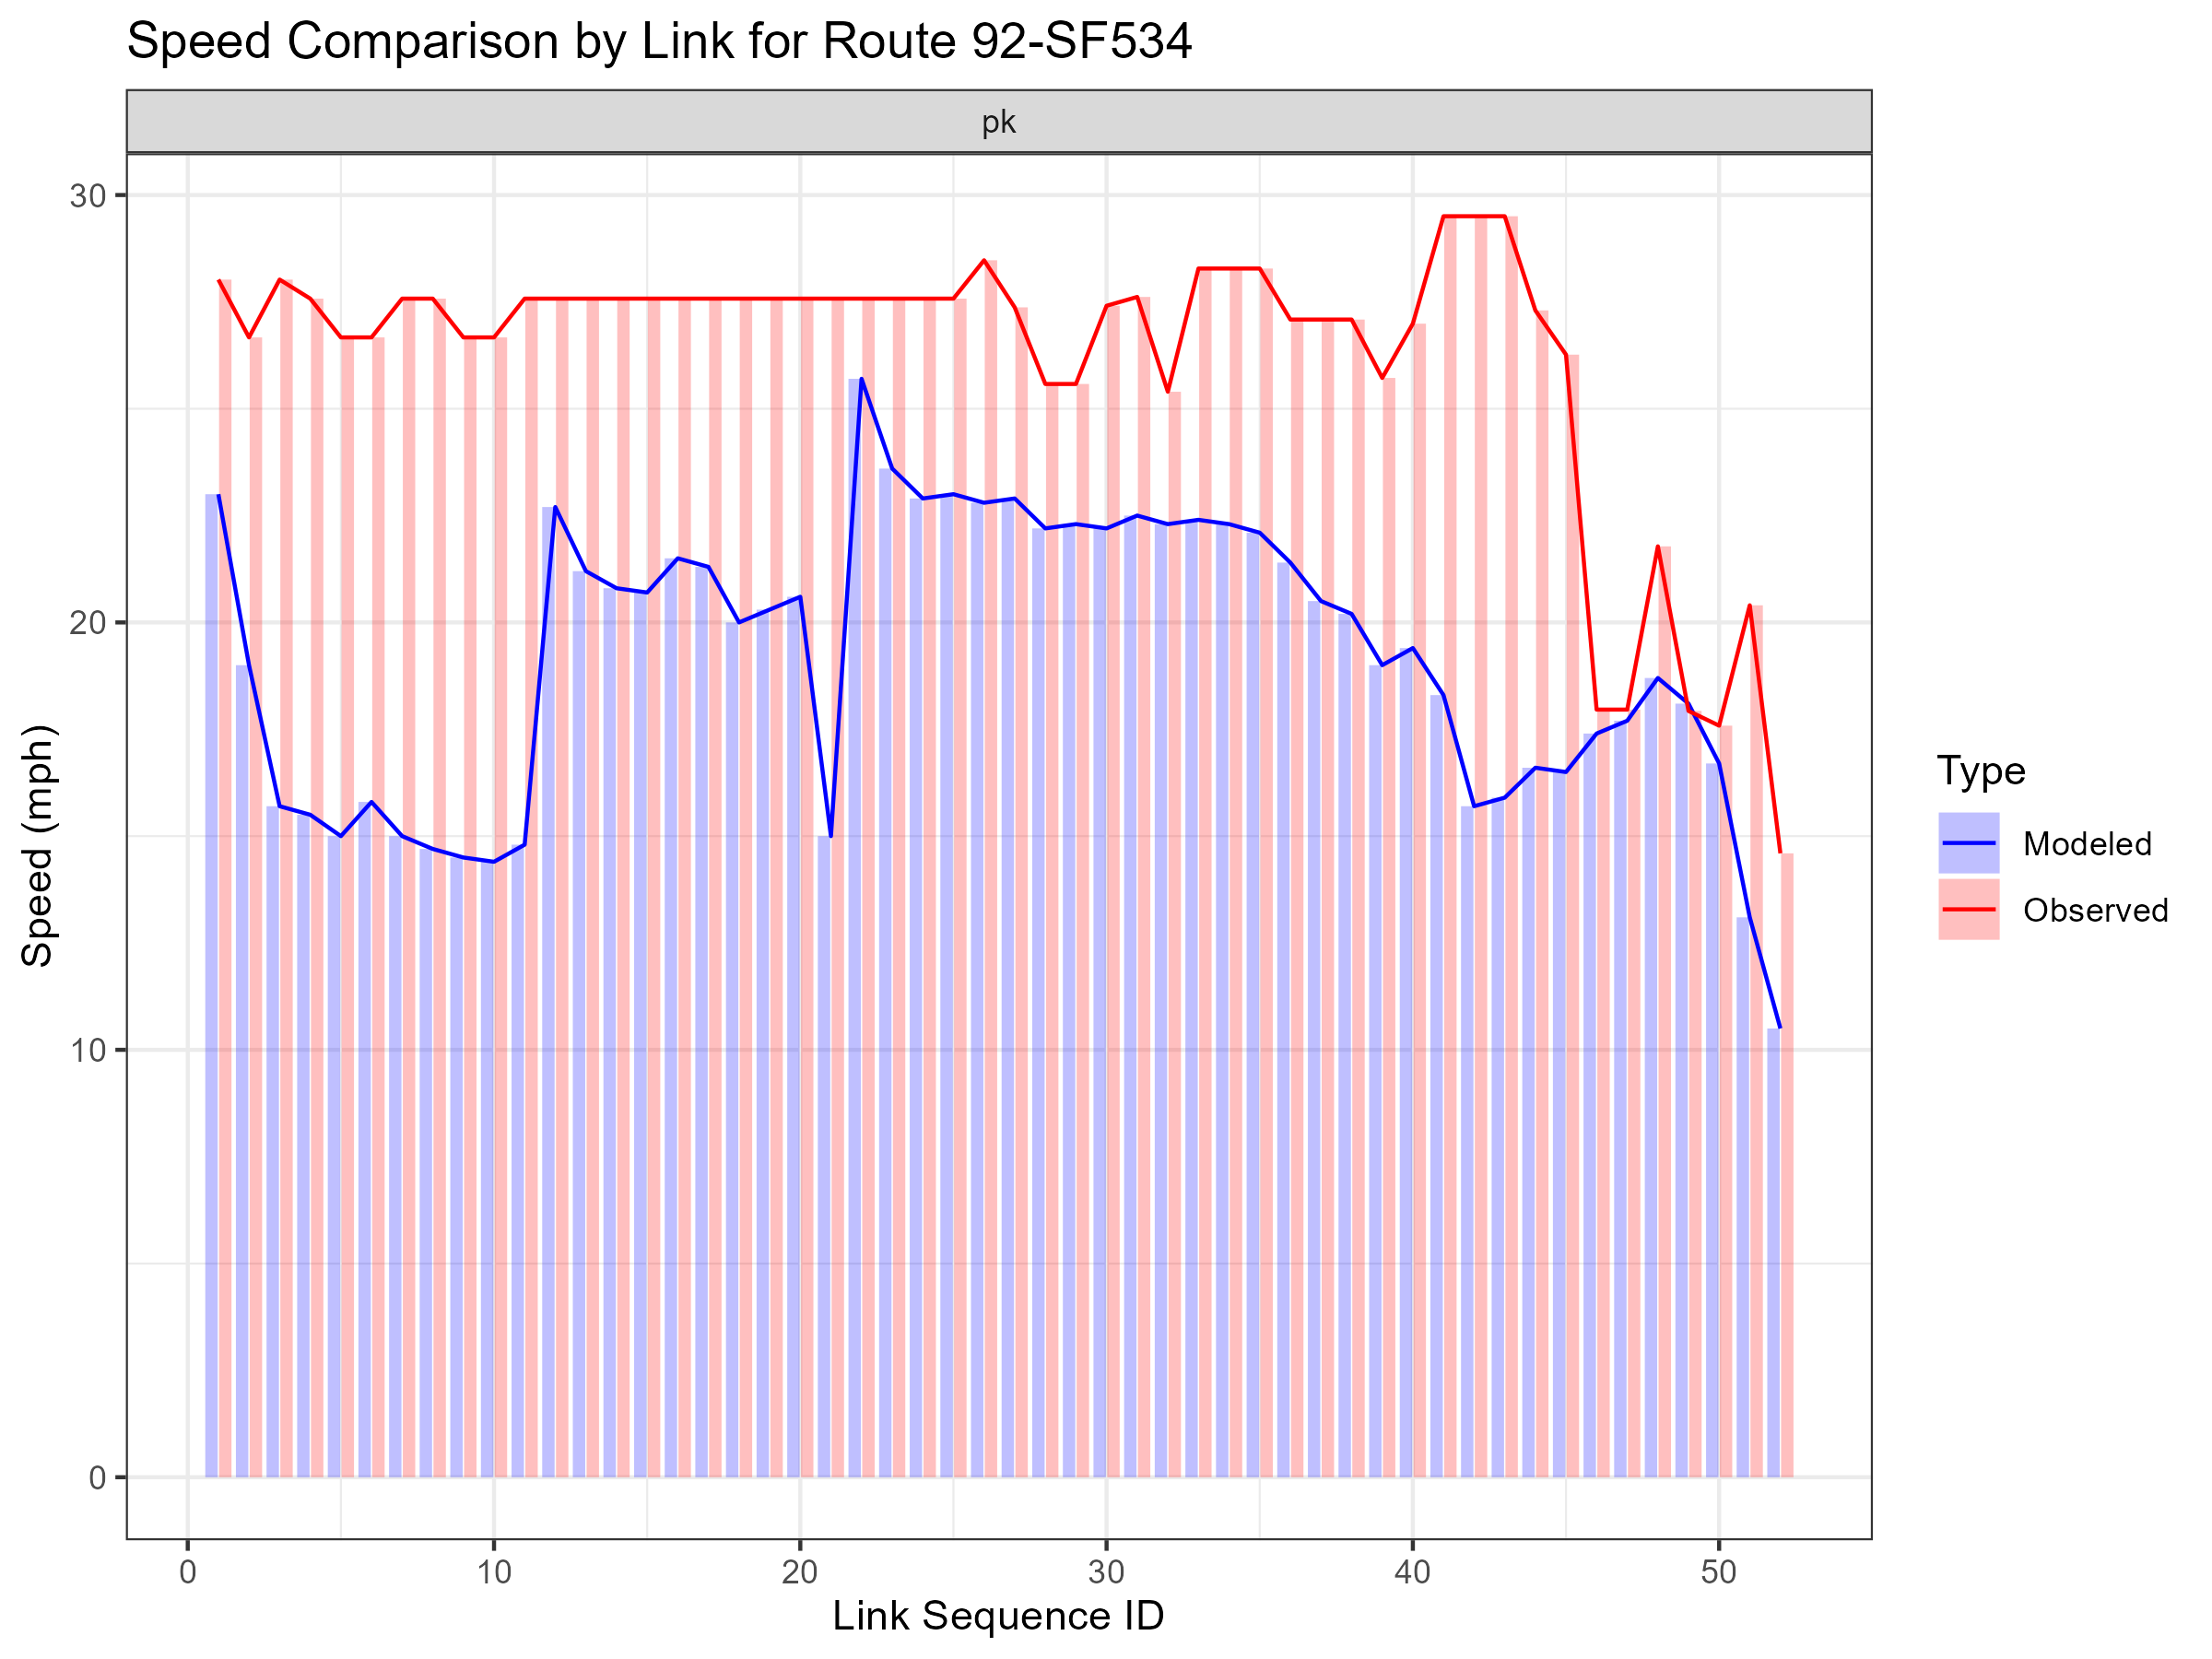 Speed Comparison by Link for Route 92-SF534
pk
30
20
10
0
Speed (mph)
0 10 20 30 40 50
Link Sequence ID
Type
Modeled
Observed